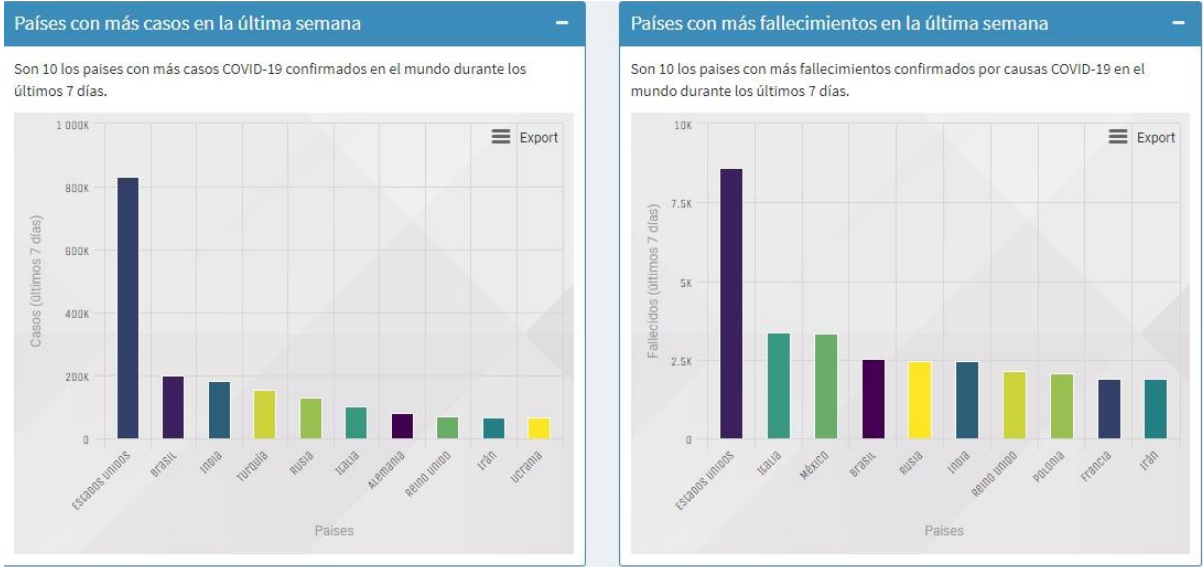 Países con más casos en la última semana
Son 10 los paises con más casos COVID-19 confirmados en el mundo durante los
últimos 7 días.
Export
Casos (últimos 7 días)
1 000K
800K
600K
400K
200K
0
Estados Unidos
Brasil
India
Turquía
Rusia
Italia
Alemania
Reino Unido
Irán
Ucrania
Paises
Países con más fallecimientos en la última semana
Son 10 los paises con más fallecimientos confirmados por causas COVID-19 en el
mundo durante los últimos 7 días.
Export
Fallecidos (últimos 7 días)
10K
7.5K
5K
2.5K
0
Estados Unidos
Italia
México
Brasil
Rusia
India
Reino Unido
Polonia
Francia
Irán
Paises